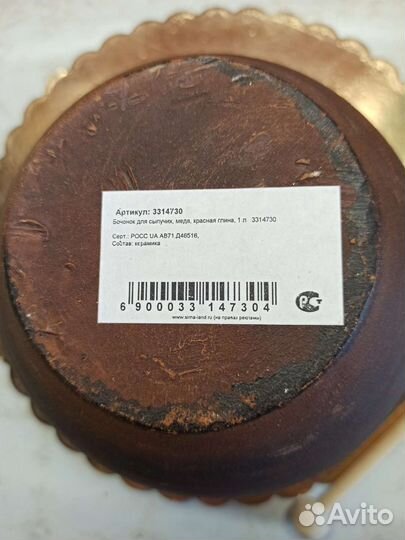 Артикул: 3314730
Бочонок для сыпучих, меда, красная глина, 1 л 3314730
Серт.: РОСС UA.АВ71.Д46516,
Состав: керамика
6 900033 147304
www.sima-land.ru (на правах рекламы)
Avito